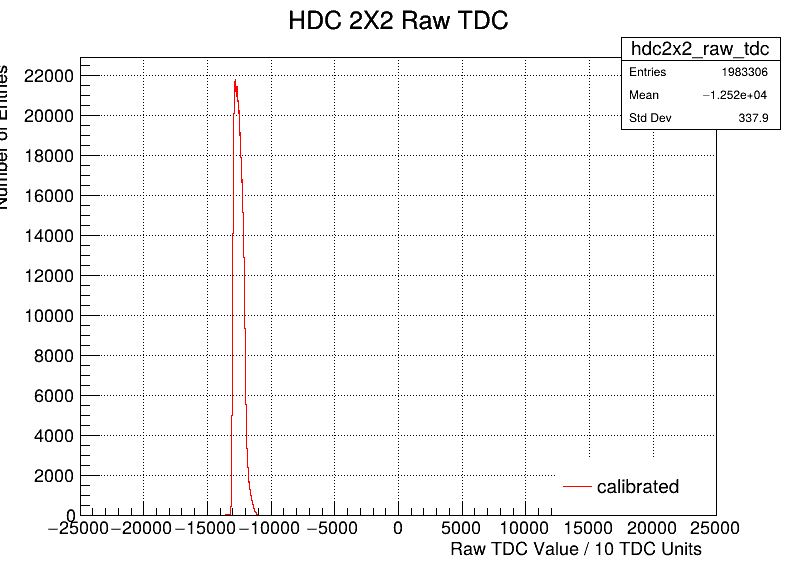 HDC 2X2 Raw TDC
hdc2x2_raw_tdc
Entries 1983306
Mean −1.252e+04
Std Dev 337.9
Number of Entries
22000
20000
18000
16000
14000
12000
10000
8000
6000
4000
2000
0
calibrated
−25000 −20000 −15000 −10000 −5000 0 5000 10000 15000 20000 25000
Raw TDC Value / 10 TDC Units